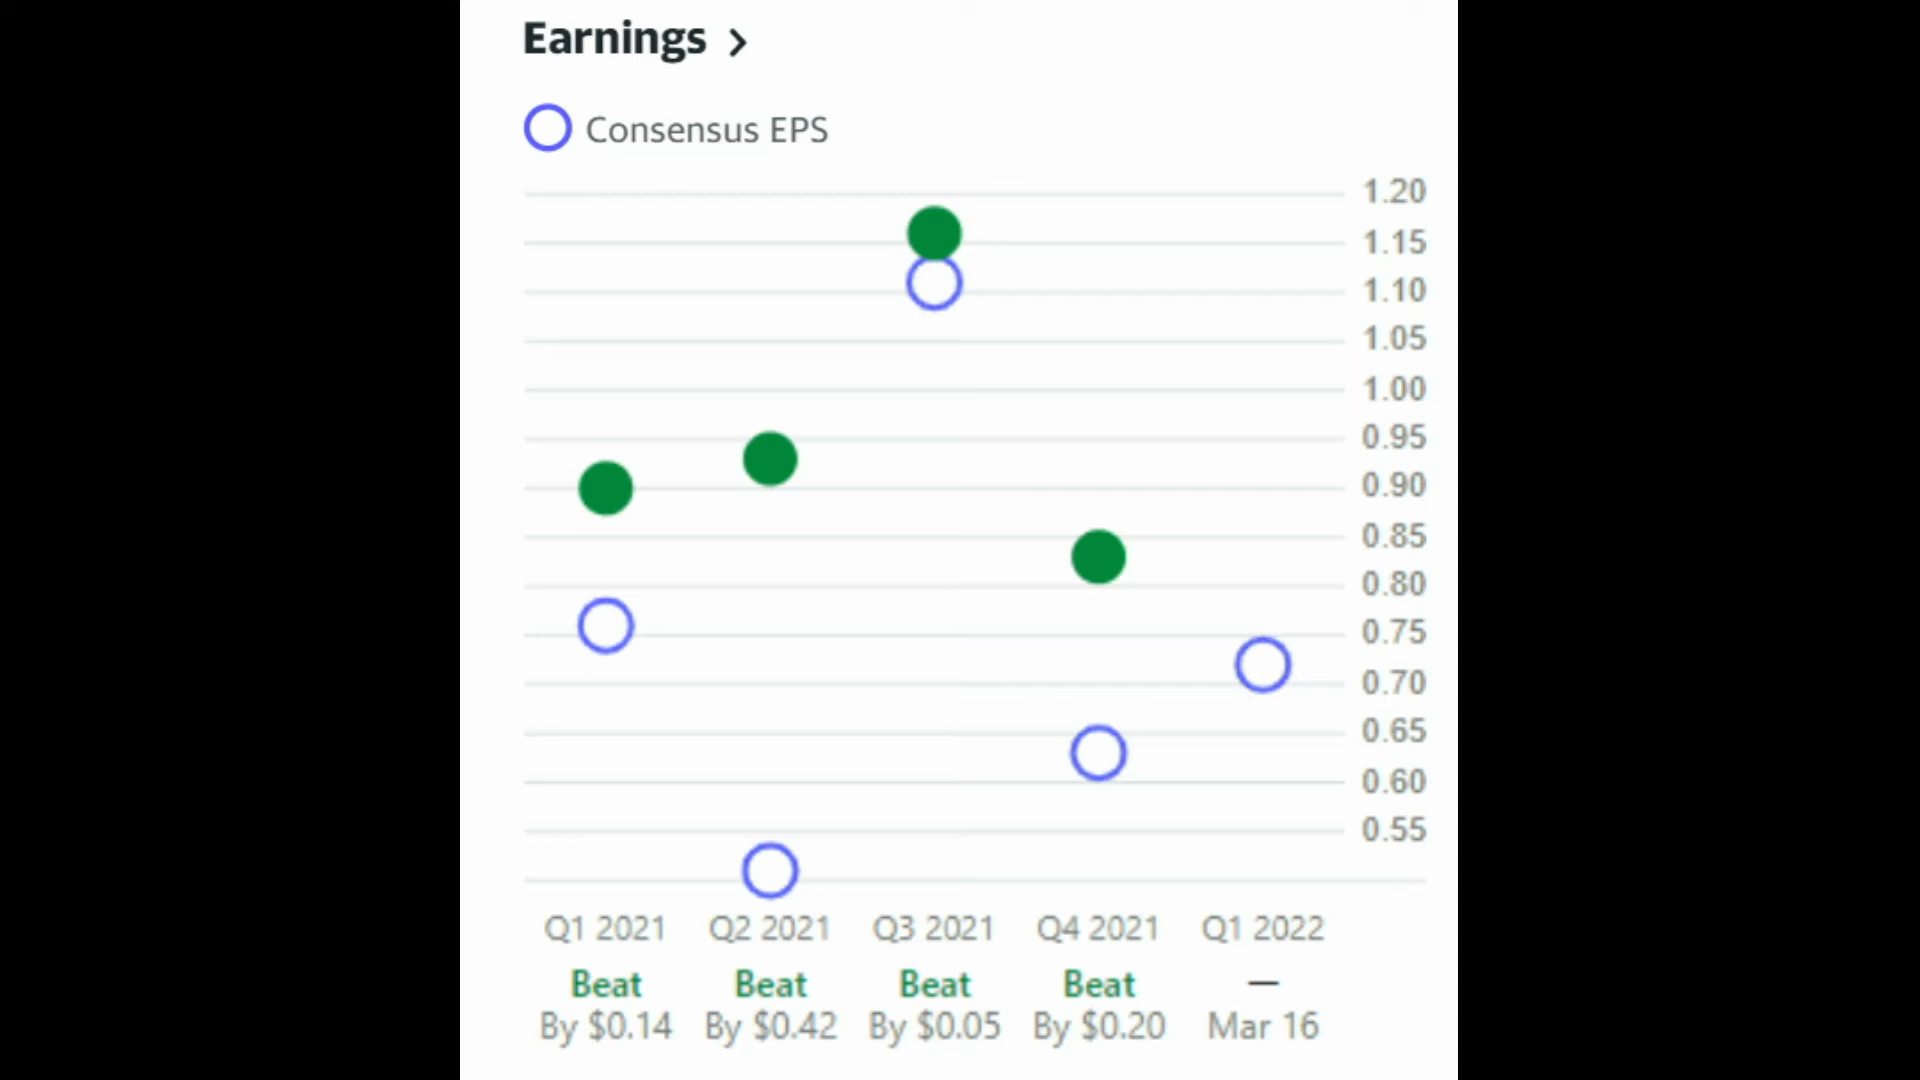 Earnings >
Consensus EPS
1.20
1.15
1.10
1.05
1.00
0.95
0.90
0.85
0.80
0.75
0.70
0.65
0.60
0.55
Q1 2021 Q2 2021 Q3 2021 Q4 2021 Q1 2022
Beat Beat Beat Beat —
By $0.14 By $0.42 By $0.05 By $0.20 Mar 16